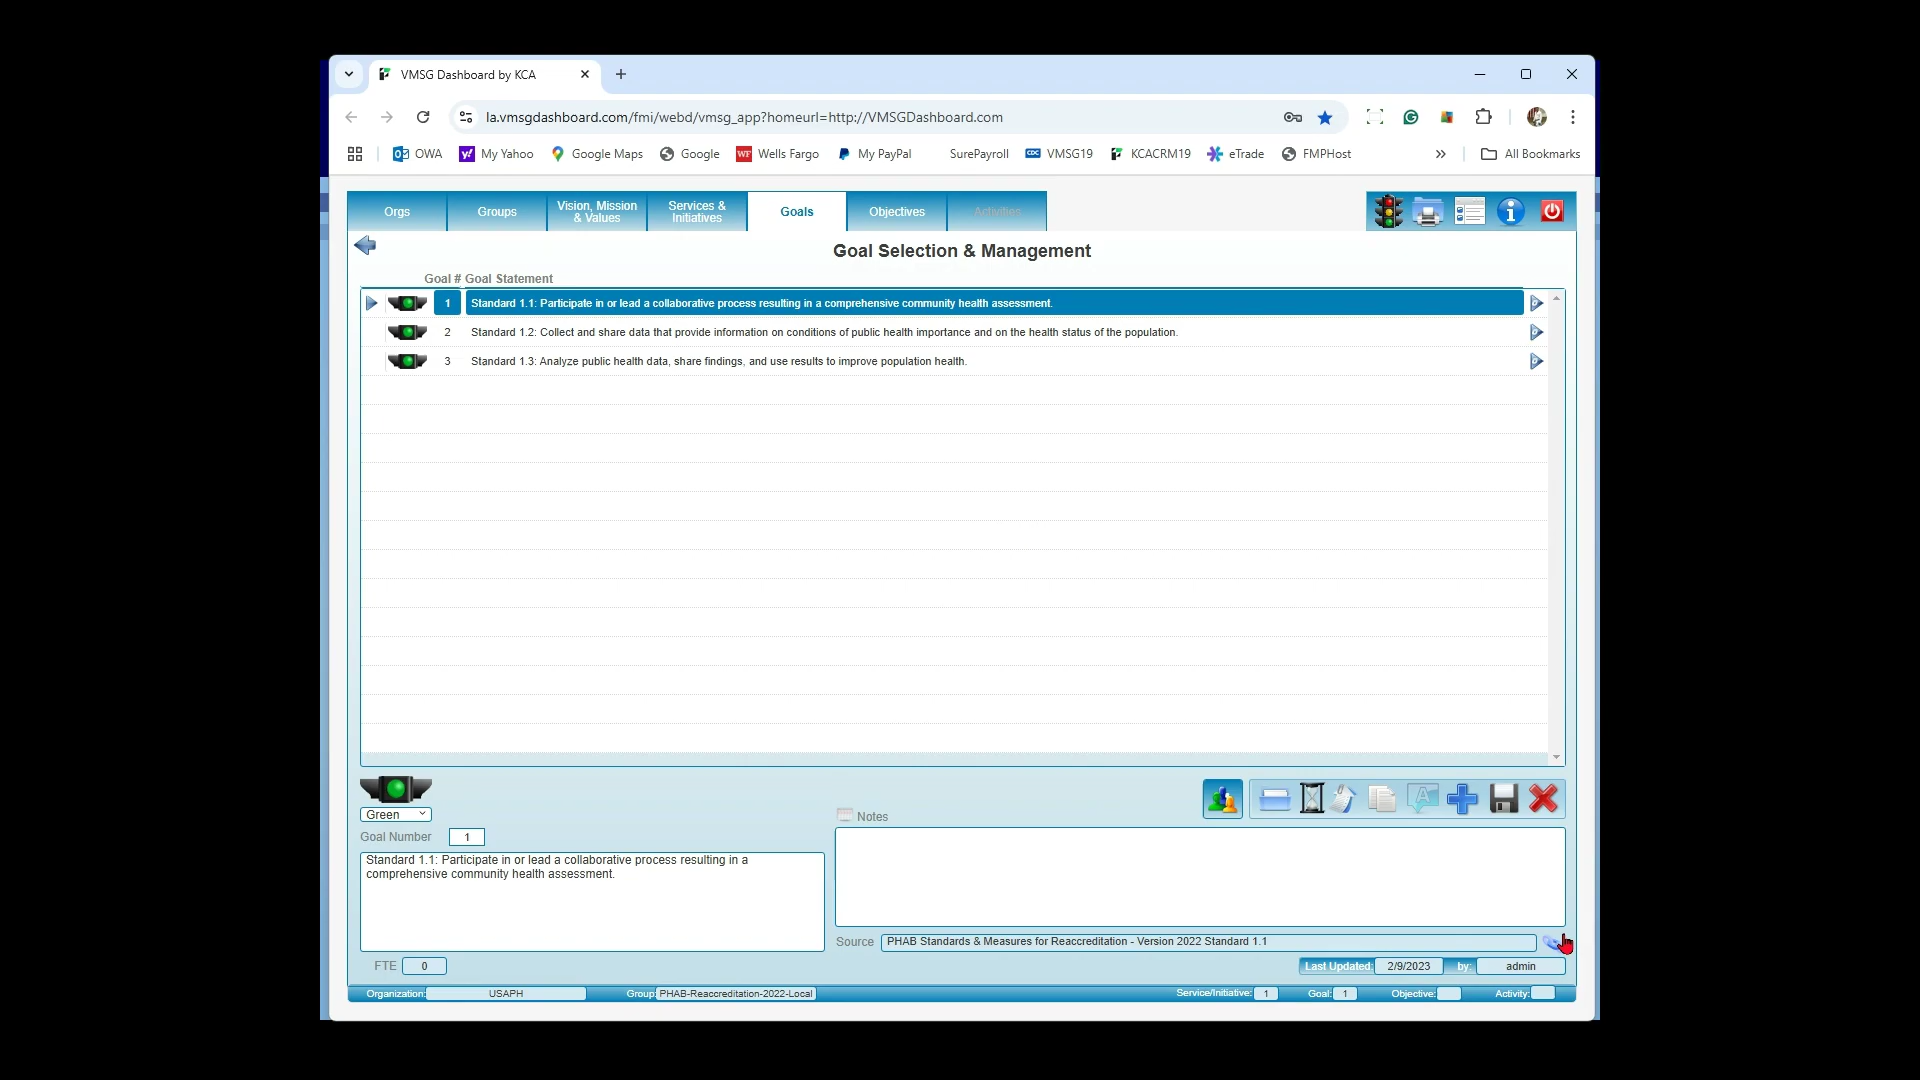 VMSG Dashboard by KCA
la.vmsgdashboard.com/fmi/webd/vmsg_app?homeurl=http://VMSGDashboard.com
OWA My Yahoo Google Maps Google Wells Fargo My PayPal SurePayroll VMSG19 KCACRM19 eTrade FMPHost » All Bookmarks
Orgs Groups Vision, Mission & Values Services & Initiatives Goals Objectives Activities
Goal Selection & Management
Goal # Goal Statement
1 Standard 1.1: Participate in or lead a collaborative process resulting in a comprehensive community health assessment.
2 Standard 1.2: Collect and share data that provide information on conditions of public health importance and on the health status of the population.
3 Standard 1.3: Analyze public health data, share findings, and use results to improve population health.
Green
Notes
Goal Number 1
Standard 1.1: Participate in or lead a collaborative process resulting in a
comprehensive community health assessment.
Source PHAB Standards & Measures for Reaccreditation - Version 2022 Standard 1.1
FTE 0
Last Updated: 2/9/2023 by: admin
Organization: USAPH Group: PHAB-Reaccreditation-2022-Local Service/Initiative: 1 Goal: 1 Objective: Activity: